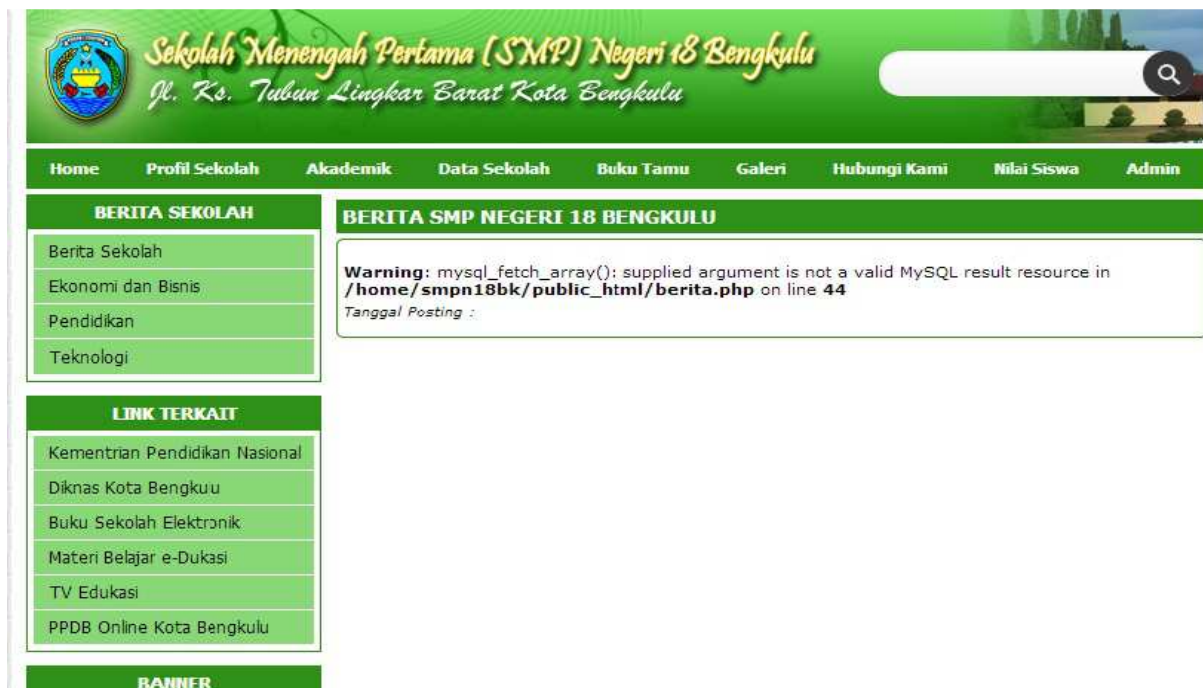 Sekolah Menengah Pertama (SMP) Negeri 18 Bengkulu
Jl. Ks. Tubun Lingkar Barat Kota Bengkulu
Home Profil Sekolah Akademik Data Sekolah Buku Tamu Galeri Hubungi Kami Nilai Siswa Admin
BERITA SEKOLAH
Berita Sekolah
Ekonomi dan Bisnis
Pendidikan
Teknologi
LINK TERKAIT
Kementrian Pendidikan Nasional
Diknas Kota Bengkulu
Buku Sekolah Elektronik
Materi Belajar e-Dukasi
TV Edukasi
PPDB Online Kota Bengkulu
BANNER
BERITA SMP NEGERI 18 BENGKULU
Warning: mysql_fetch_array(): supplied argument is not a valid MySQL result resource in
/home/smpn18bk/public_html/berita.php on line 44
Tanggal Posting :